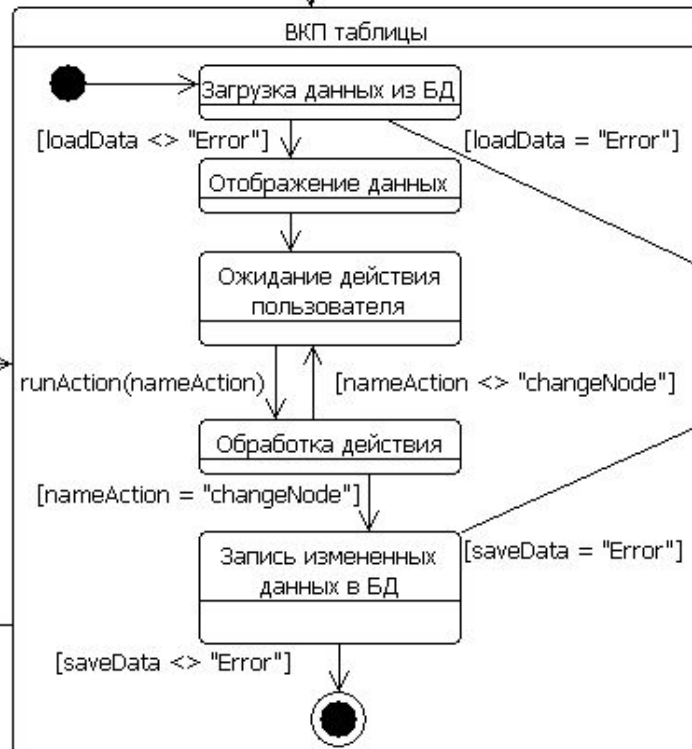 ВКП таблицы
Загрузка данных из БД
[loadData <> "Error"]
[loadData = "Error"]
Отображение данных
Ожидание действия
пользователя
runAction(nameAction)
[nameAction <> "changeNode"]
Обработка действия
[nameAction = "changeNode"]
Запись измененных
данных в БД
[saveData = "Error"]
[saveData <> "Error"]